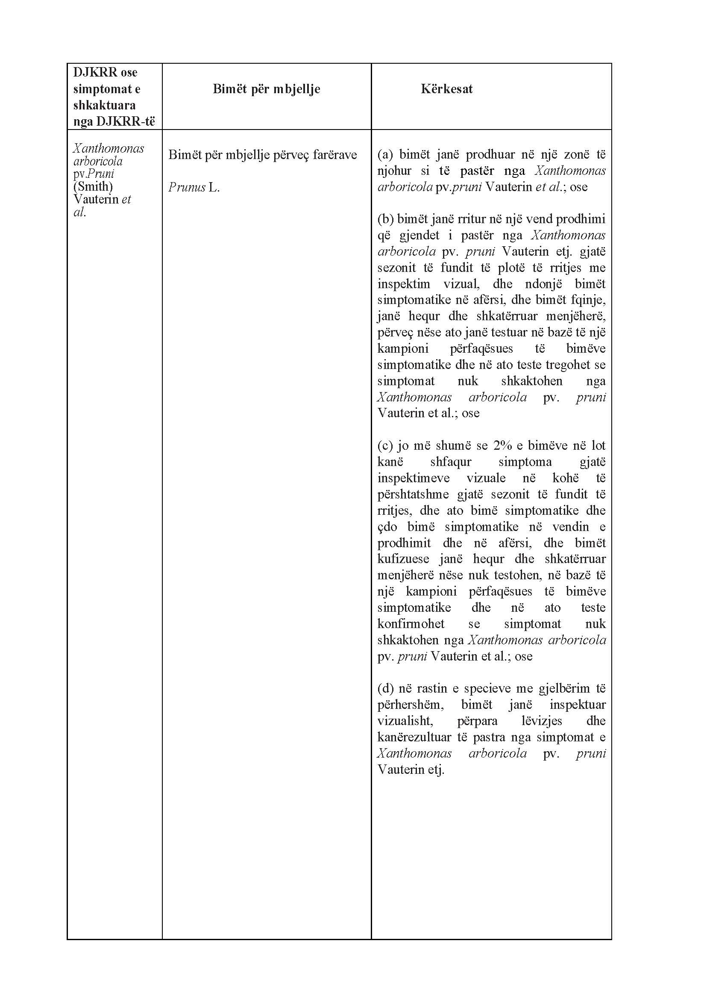 DJKRR ose
simptomat e
shkaktuara
nga DJKRR-të
Bimët për mbjellje
Kërkesat
Xanthomonas
arboricola
pv.Pruni
(Smith)
Vauterin et
al.
Bimët për mbjellje përveç farërave
Prunus L.
(a) bimët janë prodhuar në një zonë të
njohur si të pastër nga Xanthomonas
arboricola pv.pruni Vauterin et al.; ose
(b) bimët janë rritur në një vend prodhimi
që gjendet i pastër nga Xanthomonas
arboricola pv. pruni Vauterin etj. gjatë
sezonit të fundit të plotë të rritjes me
inspektim vizual, dhe ndonjë bimët
simptomatike në afërsi, dhe bimët fqinje,
janë hequr dhe shkatërruar menjëherë,
përveç nëse ato janë testuar në bazë të një
kampioni përfaqësues të bimëve
simptomatike dhe në ato teste tregohet se
simptomat nuk shkaktohen nga
Xanthomonas arboricola pv. pruni
Vauterin et al.; ose
(c) jo më shumë se 2% e bimëve në lot
kanë shfaqur simptoma gjatë
inspektimeve vizuale në kohë të
përshtatshme gjatë sezonit të fundit të
rritjes, dhe ato bimë simptomatike dhe
çdo bimë simptomatike në vendin e
prodhimit dhe në afërsi, dhe bimët
kufizuese janë hequr dhe shkatërruar
menjëherë nëse nuk testohen, në bazë të
një kampioni përfaqësues të bimëve
simptomatike dhe në ato teste
konfirmohet se simptomat nuk
shkaktohen nga Xanthomonas arboricola
pv. pruni Vauterin et al.; ose
(d) në rastin e specieve me gjelbërim të
përhershëm, bimët janë inspektuar
vizualisht, përpara lëvizjes dhe
kanërezultuar të pastra nga simptomat e
Xanthomonas arboricola pv. pruni
Vauterin etj.